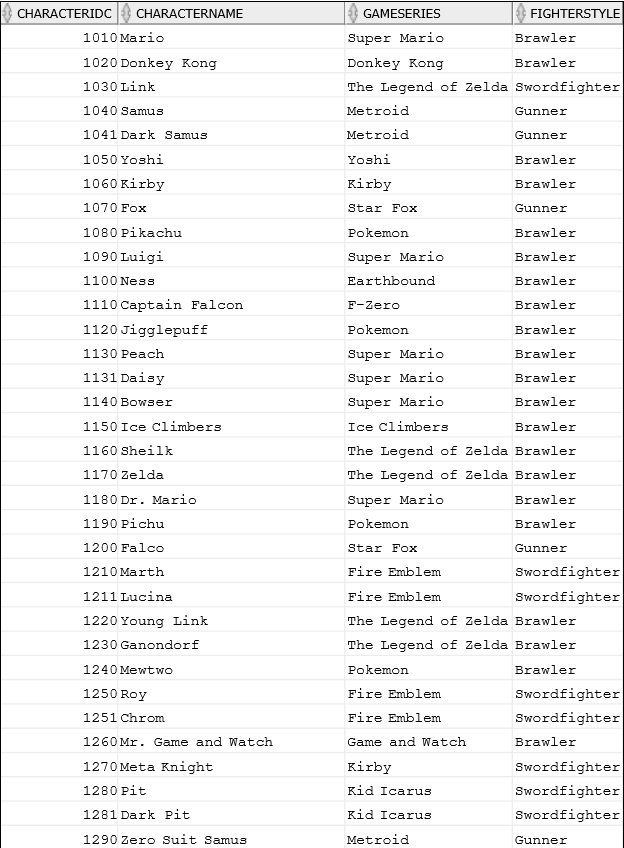 CHARACTERIDC CHARACTERNAME GAMESERIES FIGHTERSTYLE
1010 Mario Super Mario Brawler
1020 Donkey Kong Donkey Kong Brawler
1030 Link The Legend of Zelda Swordfighter
1040 Samus Metroid Gunner
1041 Dark Samus Metroid Gunner
1050 Yoshi Yoshi Brawler
1060 Kirby Kirby Brawler
1070 Fox Star Fox Gunner
1080 Pikachu Pokemon Brawler
1090 Luigi Super Mario Brawler
1100 Ness Earthbound Brawler
1110 Captain Falcon F-Zero Brawler
1120 Jigglepuff Pokemon Brawler
1130 Peach Super Mario Brawler
1131 Daisy Super Mario Brawler
1140 Bowser Super Mario Brawler
1150 Ice Climbers Ice Climbers Brawler
1160 Sheilk The Legend of Zelda Brawler
1170 Zelda The Legend of Zelda Brawler
1180 Dr. Mario Super Mario Brawler
1190 Pichu Pokemon Brawler
1200 Falco Star Fox Gunner
1210 Marth Fire Emblem Swordfighter
1211 Lucina Fire Emblem Swordfighter
1220 Young Link The Legend of Zelda Brawler
1230 Ganondorf The Legend of Zelda Brawler
1240 Mewtwo Pokemon Brawler
1250 Roy Fire Emblem Swordfighter
1251 Chrom Fire Emblem Swordfighter
1260 Mr. Game and Watch Game and Watch Brawler
1270 Meta Knight Kirby Swordfighter
1280 Pit Kid Icarus Swordfighter
1281 Dark Pit Kid Icarus Swordfighter
1290 Zero Suit Samus Metroid Gunner